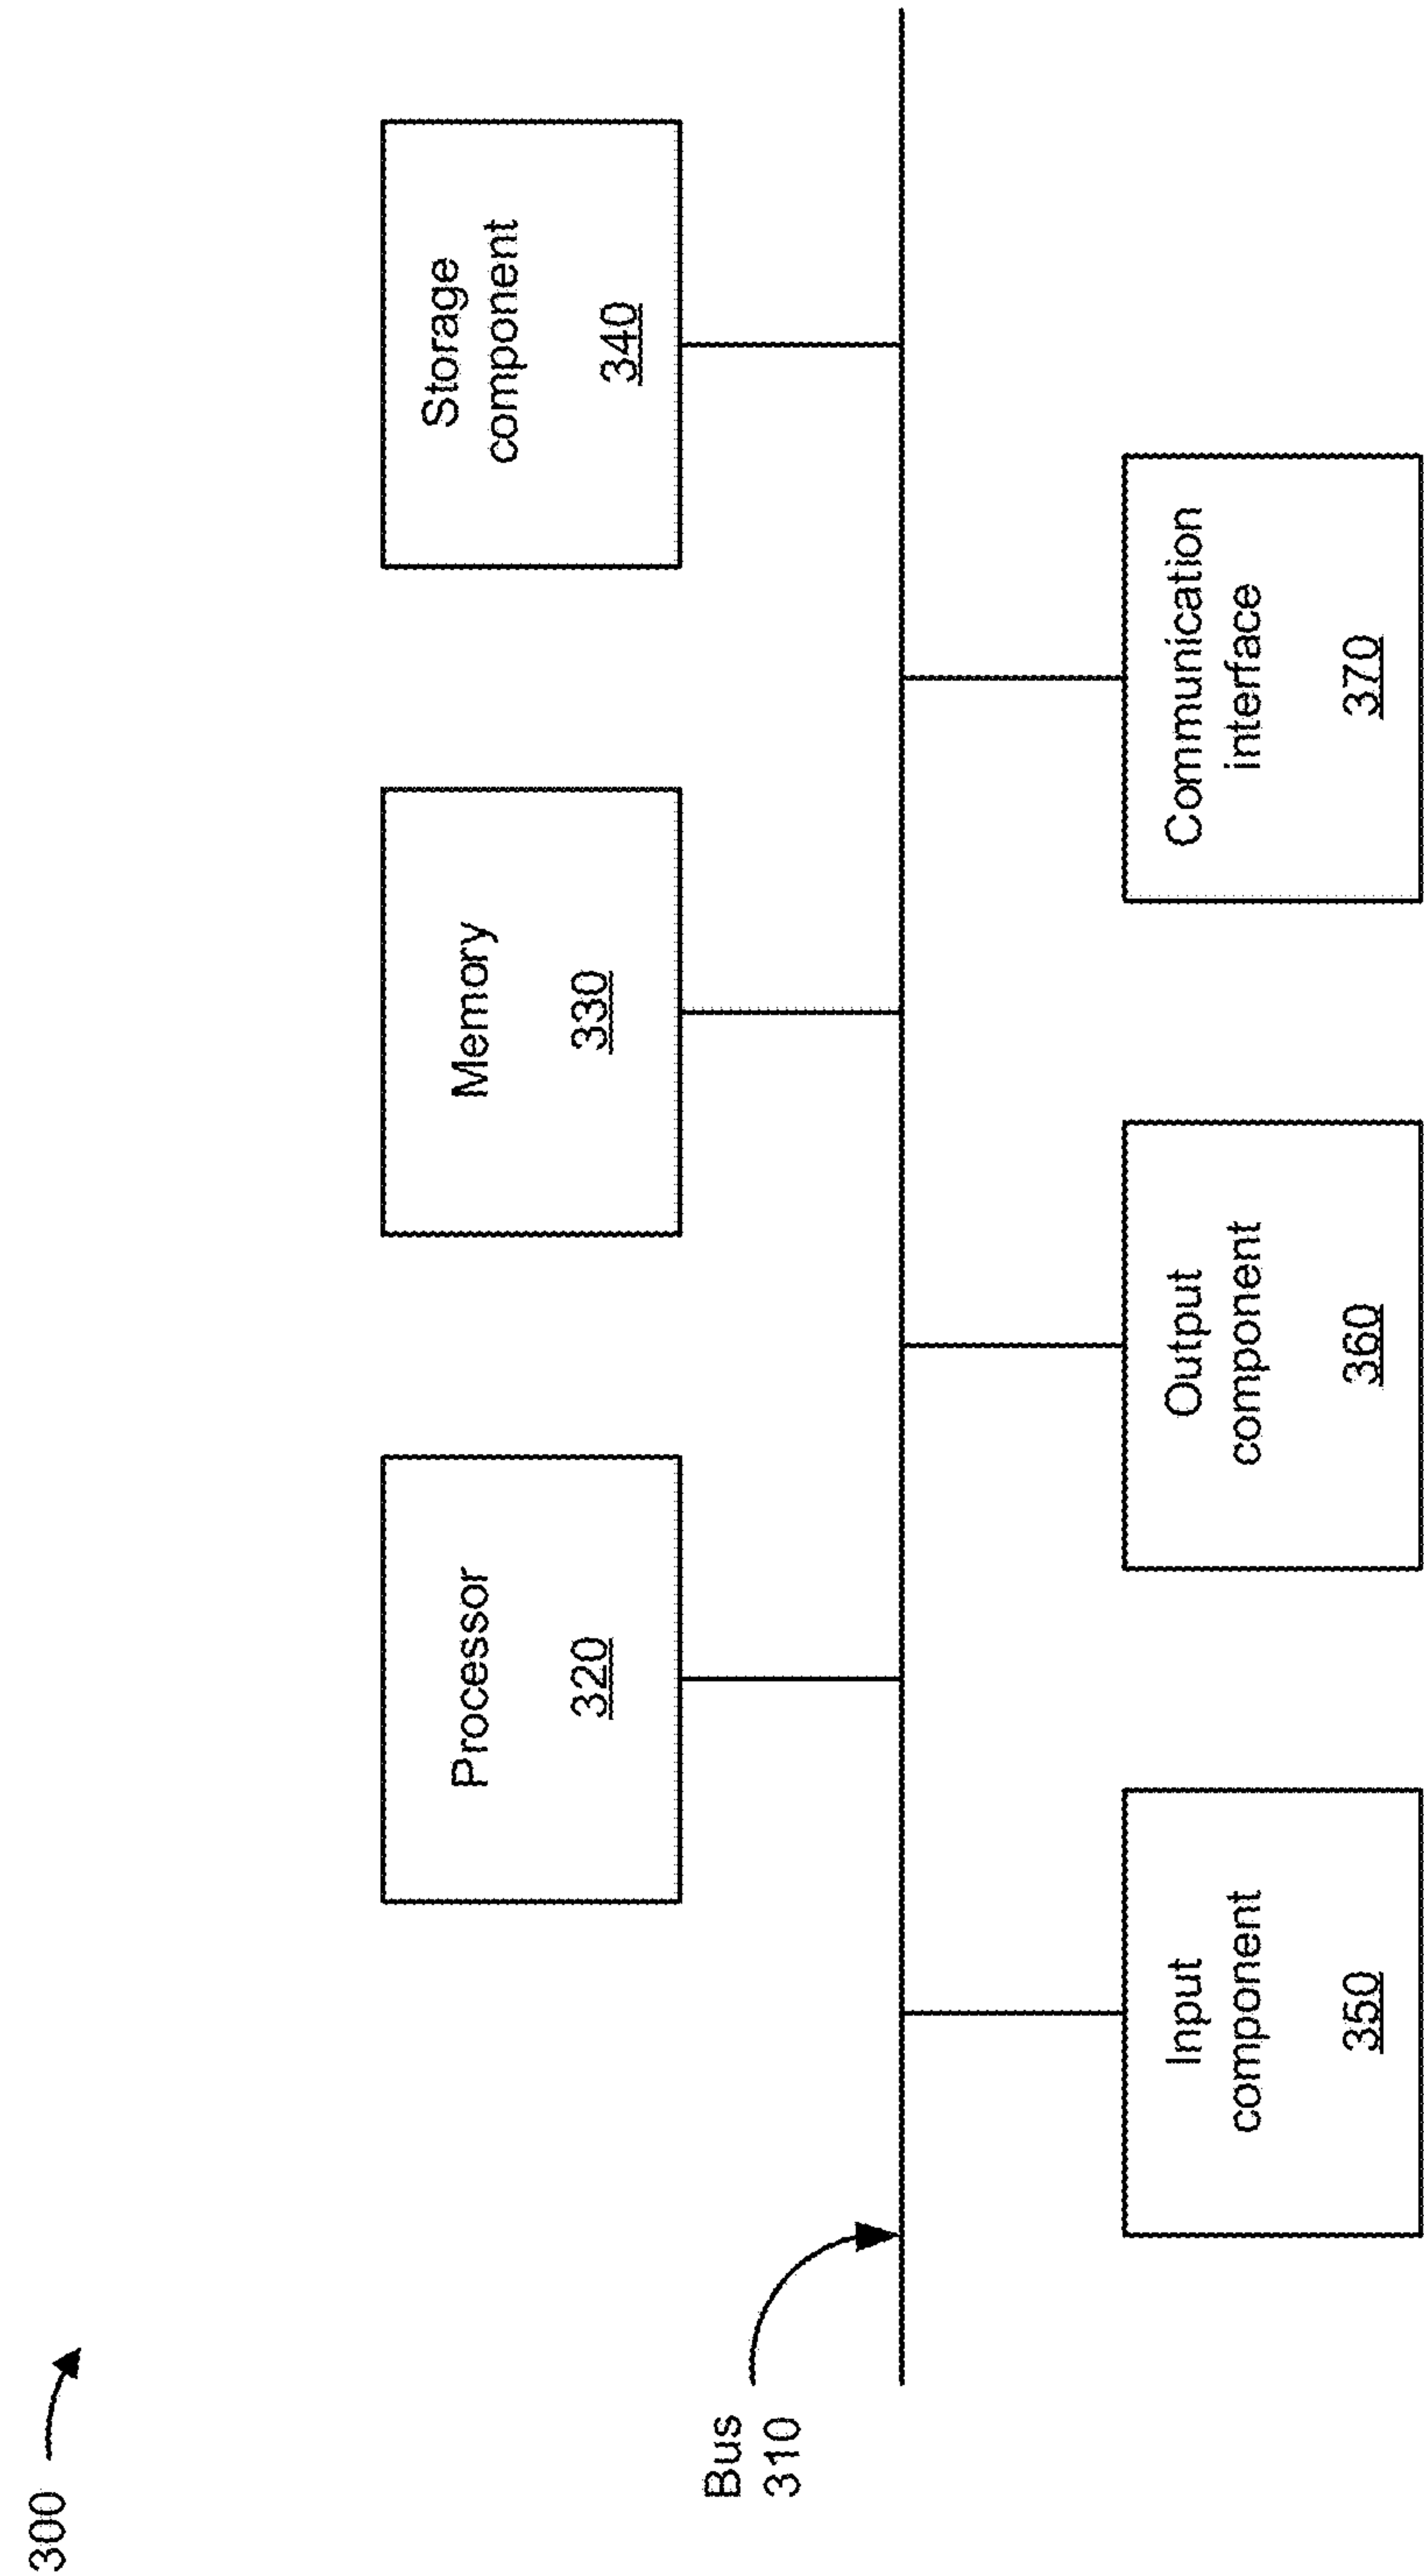 300
Processor
320
Memory
330
Storage
component
340
Bus
310
Input
component
350
Output
component
360
Communication
interface
370